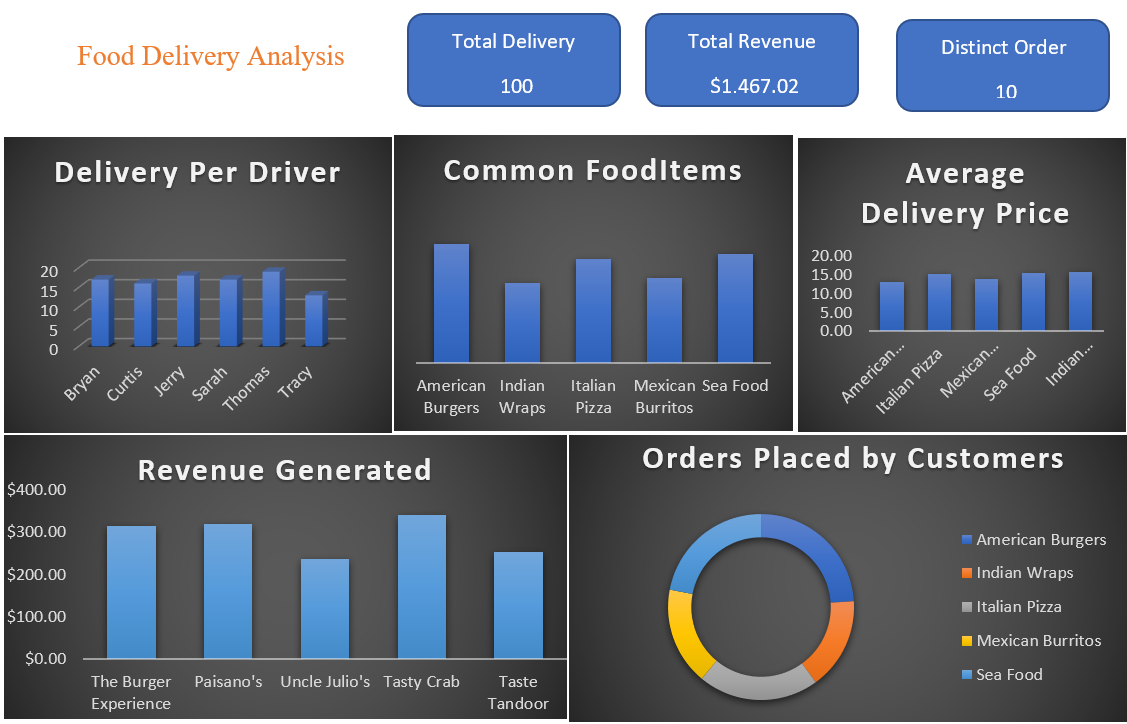 Food Delivery Analysis
Total Delivery
100
Total Revenue
$1.467.02
Distinct Order
10
Delivery Per Driver
20
15
10
5
0
Bryan
Curtis
Jerry
Sarah
Thomas
Tracy
Common FoodItems
American
Burgers
Indian
Wraps
Italian
Pizza
Mexican
Burritos
Sea Food
Average
Delivery Price
20.00
15.00
10.00
5.00
0.00
American...
Italian Pizza
Mexican...
Sea Food
Indian...
Revenue Generated
$400.00
$300.00
$200.00
$100.00
$0.00
The Burger
Experience
Paisano's
Uncle Julio's
Tasty Crab
Taste
Tandoor
Orders Placed by Customers
American Burgers
Indian Wraps
Italian Pizza
Mexican Burritos
Sea Food